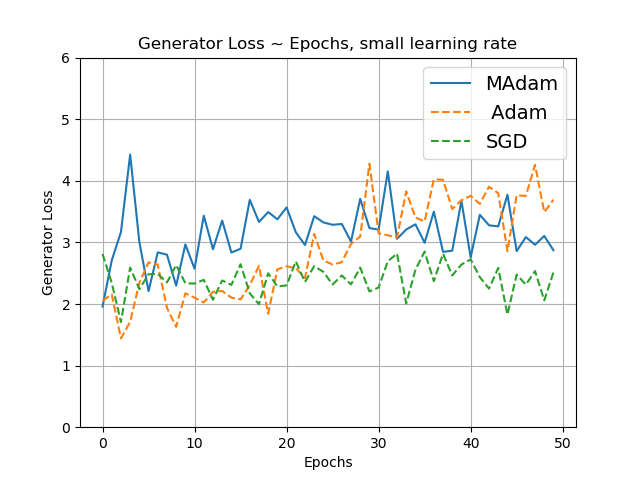 Generator Loss ~ Epochs, small learning rate
6
5
4
3
2
1
0
Generator Loss
MAdam
Adam
SGD
0
10
20
30
40
50
Epochs